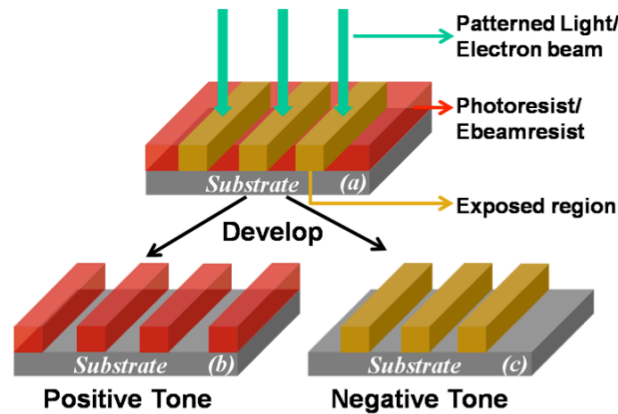 Patterned Light/
Electron beam
Photoresist/
Ebeamresist
Substrate (a)
Exposed region
Develop
Substrate (b)
Substrate (c)
Positive Tone
Negative Tone